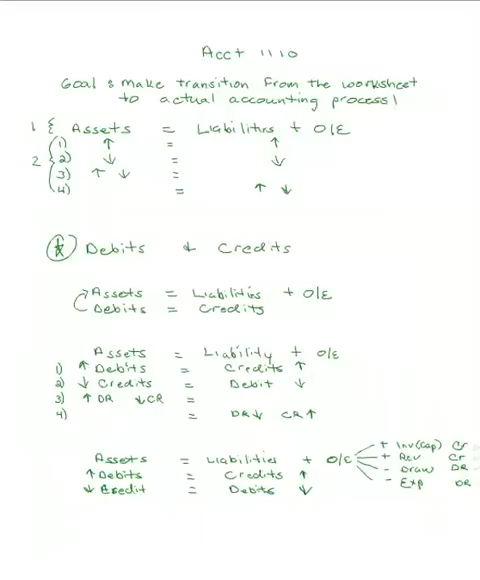 Acct 1110
Goal: make transition from the worksheet
to actual accounting process!
1 { Assets = Liabilities + O/E
2 { 1) ↑ = ↑
2) ↓ = ↓
3) ↑ ↓ =
4) = ↑ ↓
* Debits & Credits
Assets = Liabilities + O/E
Debits = Credits
Assets = Liability + O/E
1) ↑ Debits = Credits ↑
2) ↓ Credits = Debit ↓
3) ↑ DR ↓ CR =
4) = DR ↓ CR ↑
+ Inv(Cap) Cr
Assets = Liabilities + O/E + Rev Cr
- Draw DR
↑ Debits = Credits ↑ - Exp DR
↓ Credit = Debits ↓